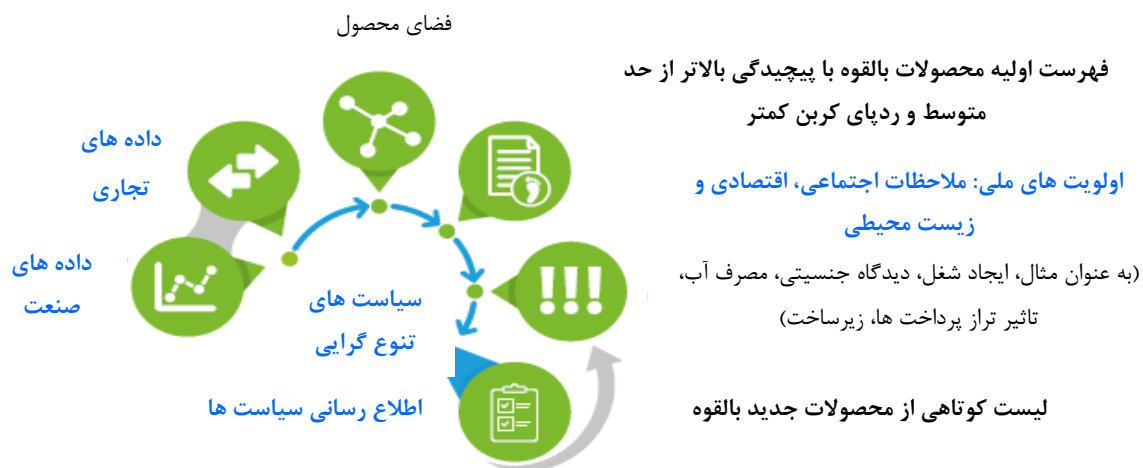 فضای محصول
فهرست اولیه محصولات بالقوه با پیچیدگی بالاتر از حد
متوسط و ردپای کربن کمتر
داده های
تجاری
اولویت های ملی: ملاحظات اجتماعی، اقتصادی و
زیست محیطی
داده های
صنعت
(به عنوان مثال، ایجاد شغل، دیدگاه جنسیتی، مصرف آب،
تاثیر تراز پرداخت ها، زیرساخت)
!!!
سیاست های
تنوع گرایی
اطلاع رسانی سیاست ها
لیست کوتاهی از محصولات جدید بالقوه